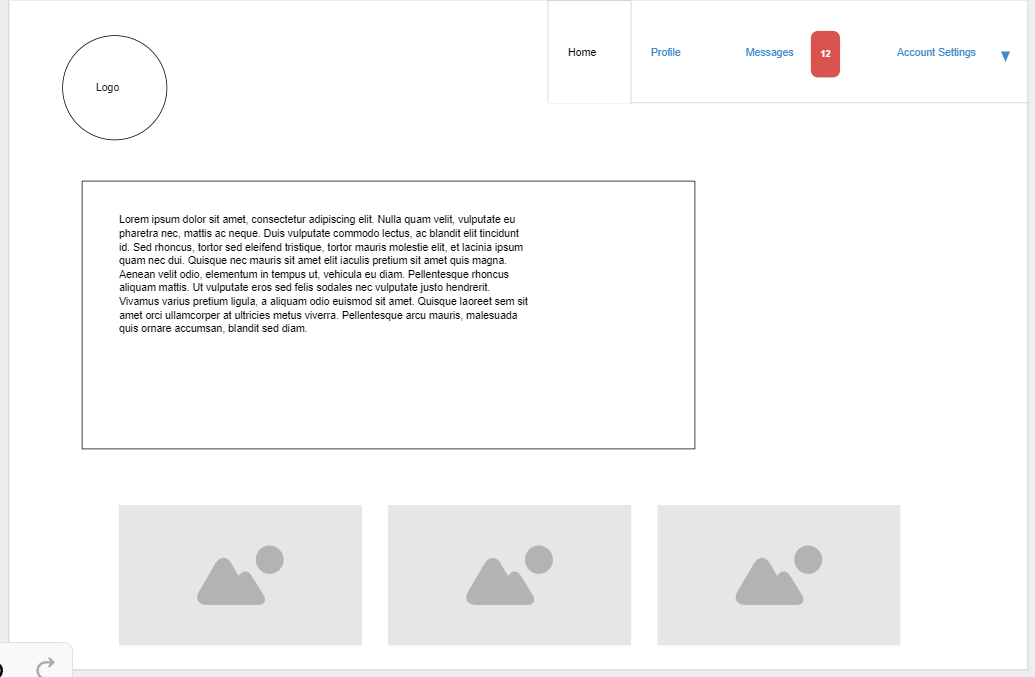 Home
Profile
Messages
12
Account Settings
Logo
Lorem ipsum dolor sit amet, consectetur adipiscing elit. Nulla quam velit, vulputate eu
pharetra nec, mattis ac neque. Duis vulputate commodo lectus, ac blandit elit tincidunt
id. Sed rhoncus, tortor sed eleifend tristique, tortor mauris molestie elit, et lacinia ipsum
quam nec dui. Quisque nec mauris sit amet elit iaculis pretium sit amet quis magna.
Aenean velit odio, elementum in tempus ut, vehicula eu diam. Pellentesque rhoncus
aliquam mattis. Ut vulputate eros sed felis sodales nec vulputate justo hendrerit.
Vivamus varius pretium ligula, a aliquam odio euismod sit amet. Quisque laoreet sem sit
amet orci ullamcorper at ultricies metus viverra. Pellentesque arcu mauris, malesuada
quis ornare accumsan, blandit sed diam.